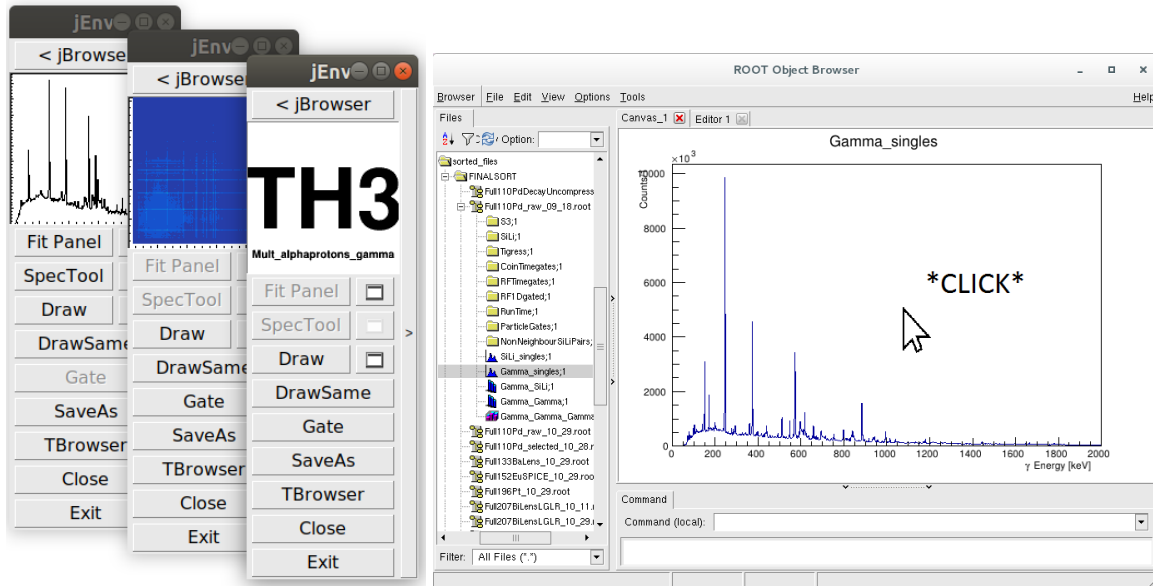 jEnv
< jBrowse
Fit Panel
SpecTool
Draw
DrawSame
Gate
SaveAs
TBrowser
Close
Exit
jEnv
< jBrowser
Fit Panel
SpecTool
Draw
DrawSame
Gate
SaveAs
TBrowser
Close
Exit
jEnv
< jBrowser
TH3
Mult_alphaprotons_gamma
Fit Panel
SpecTool
Draw
DrawSame
Gate
SaveAs
TBrowser
Close
Exit
>
ROOT Object Browser
Browser File Edit View Options Tools Help
Files
Option:
sorted_files
FINALSORT
Full110PdDecayUncompress
Full110Pd_raw_09_18.root
S3;1
SiLi;1
Tigress;1
CoinTimegates;1
RFTimegates;1
RF1Dgated;1
RunTime;1
ParticleGates;1
NonNeighbourSiLiPairs;
SiLi_singles;1
Gamma_singles;1
Gamma_SiLi;1
Gamma_Gamma;1
Gamma_Gamma_Gamma
Full110Pd_raw_10_29.root
Full110Pd_selected_10_28.r
Full133BaLens_10_29.root
Full152EuSPICE_10_29.roo
Full196Pt_10_29.root
Full207BiLensLGLR_10_11.r
Full207BiLensLGLR_10_29.r
Filter: All Files (*.*)
Canvas_1 Editor 1
Gamma_singles
×10³
Counts
10000
8000
6000
4000
2000
0
0 200 400 600 800 1000 1200 1400 1600 1800 2000
γ Energy [keV]
*CLICK*
Command
Command (local):